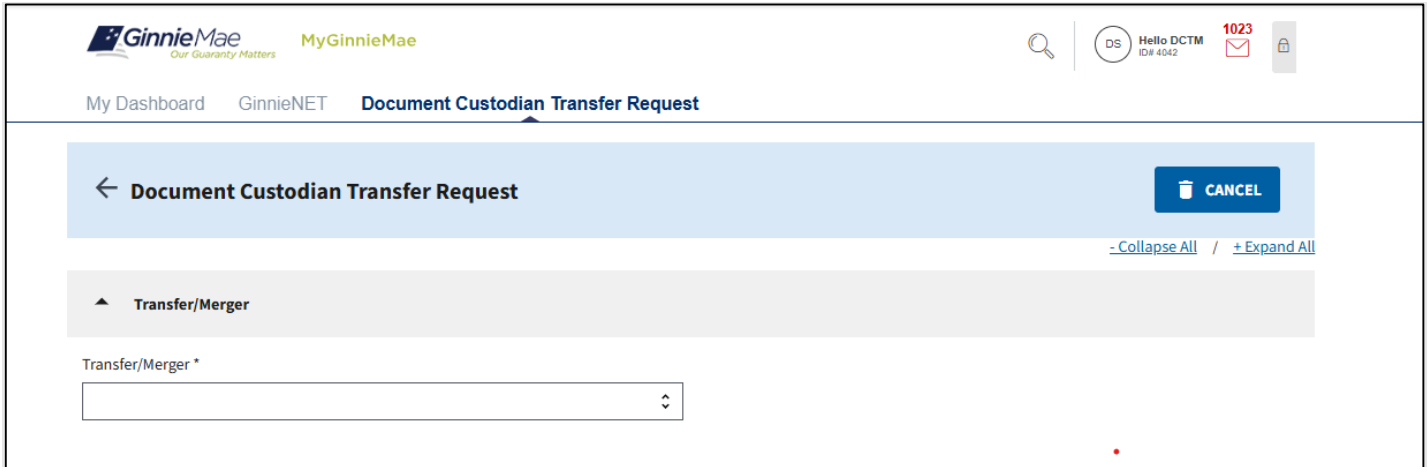 GinnieMae
Our Guaranty Matters
MyGinnieMae
DS
Hello DCTM
ID# 4042
1023
My Dashboard GinnieNET Document Custodian Transfer Request
Document Custodian Transfer Request
CANCEL
- Collapse All / + Expand All
Transfer/Merger
Transfer/Merger *